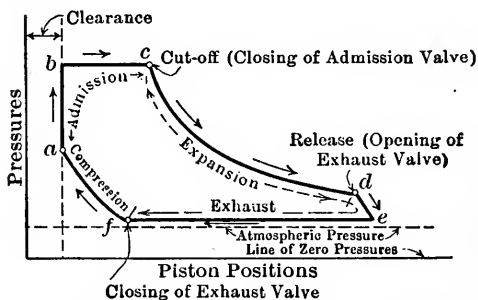 Clearance
b
c
Cut-off (Closing of Admission Valve)
Admission
Pressures
Release (Opening of
Exhaust Valve)
Expansion
a
Compression
d
Exhaust
f
e
Atmospheric Pressure
Line of Zero Pressures
Piston Positions
Closing of Exhaust Valve